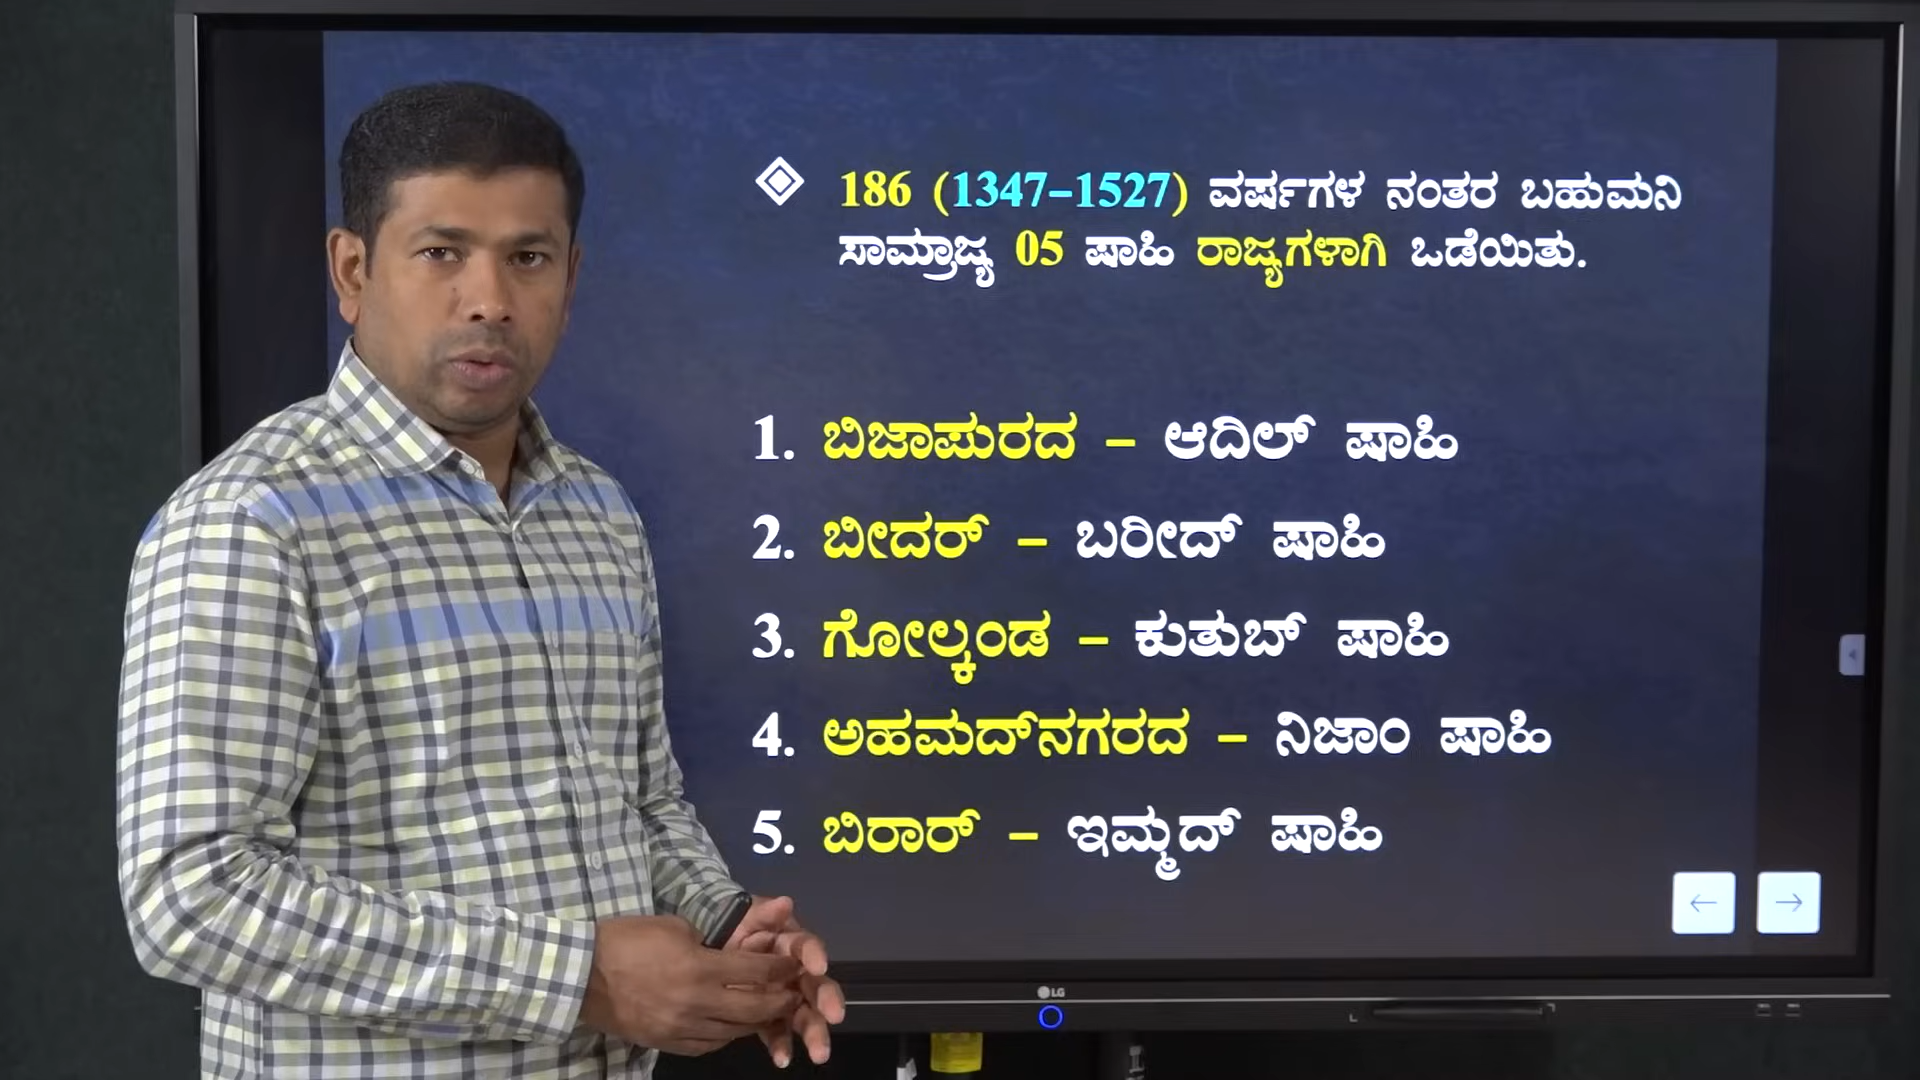 186 (1347-1527) ವರ್ಷಗಳ ನಂತರ ಬಹುಮನಿ
ಸಾಮ್ರಾಜ್ಯ 05 ಷಾಹಿ ರಾಜ್ಯಗಳಾಗಿ ಒಡೆಯಿತು.
1. ಬಿಜಾಪುರದ – ಆದಿಲ್ ಷಾಹಿ
2. ಬೀದರ್ – ಬರೀದ್ ಷಾಹಿ
3. ಗೋಲ್ಕಂಡ – ಕುತುಬ್ ಷಾಹಿ
4. ಅಹಮದ್‌ನಗರದ – ನಿಜಾಂ ಷಾಹಿ
5. ಬಿರಾರ್ – ಇಮ್ಮದ್ ಷಾಹಿ
LG